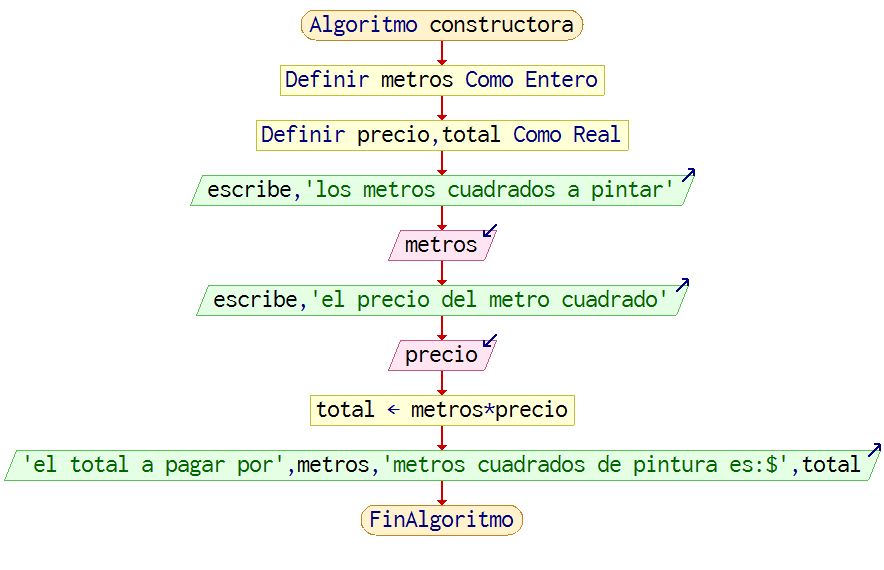 Algoritmo constructora
Definir metros Como Entero
Definir precio,total Como Real
escribe,'los metros cuadrados a pintar'
metros
escribe,'el precio del metro cuadrado'
precio
total ← metros*precio
'el total a pagar por',metros,'metros cuadrados de pintura es:$',total
FinAlgoritmo